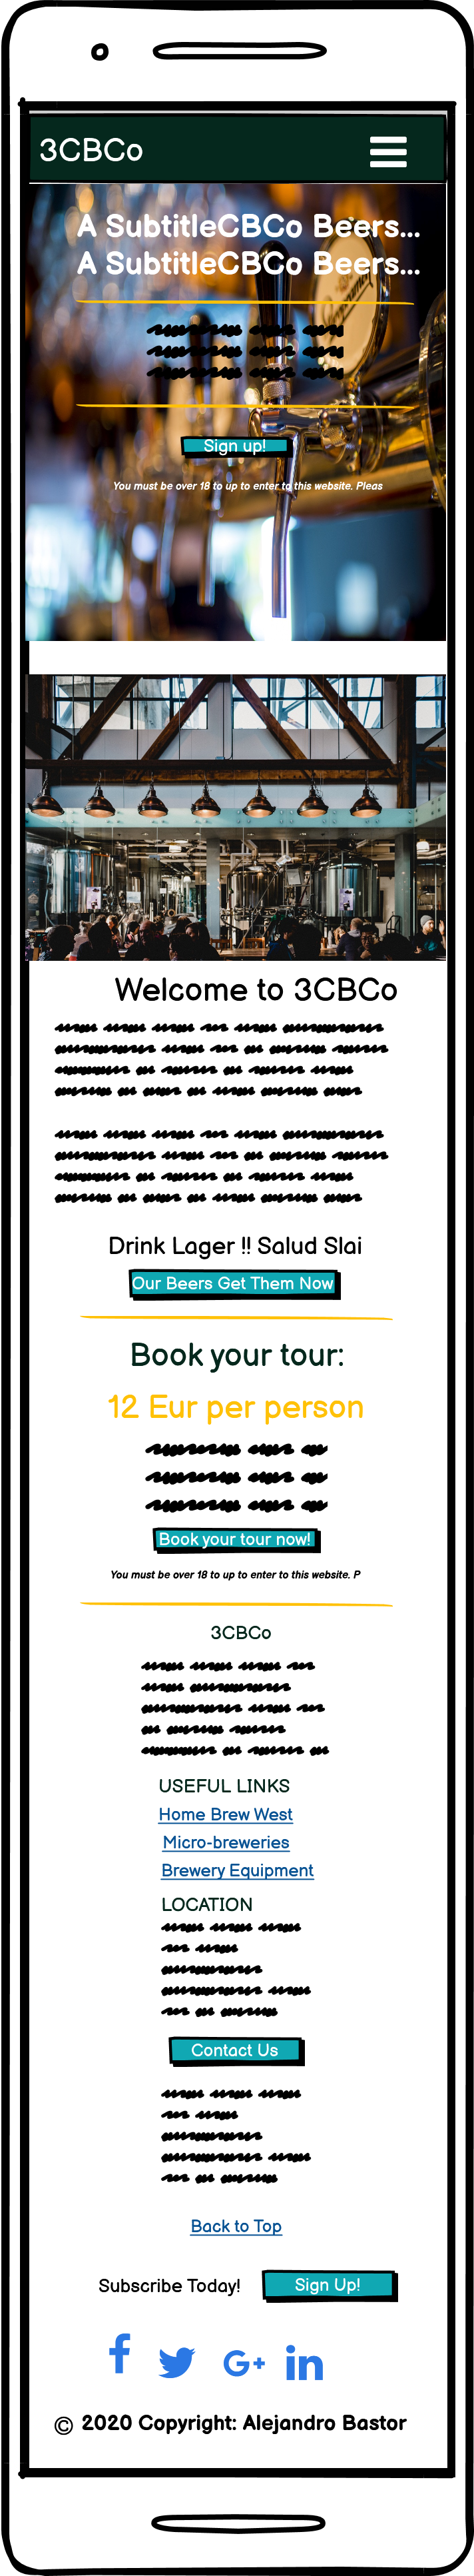 3CBCo
A SubtitleCBCo Beers...
A SubtitleCBCo Beers...
Sign up!
You must be over 18 to up to enter to this website. Pleas
Welcome to 3CBCo
Drink Lager !! Salud Slai
Our Beers Get Them Now
Book your tour:
12 Eur per person
Book your tour now!
You must be over 18 to up to enter to this website. P
3CBCo
USEFUL LINKS
Home Brew West
Micro-breweries
Brewery Equipment
LOCATION
Contact Us
Back to Top
Subscribe Today! Sign Up!
© 2020 Copyright: Alejandro Bastor